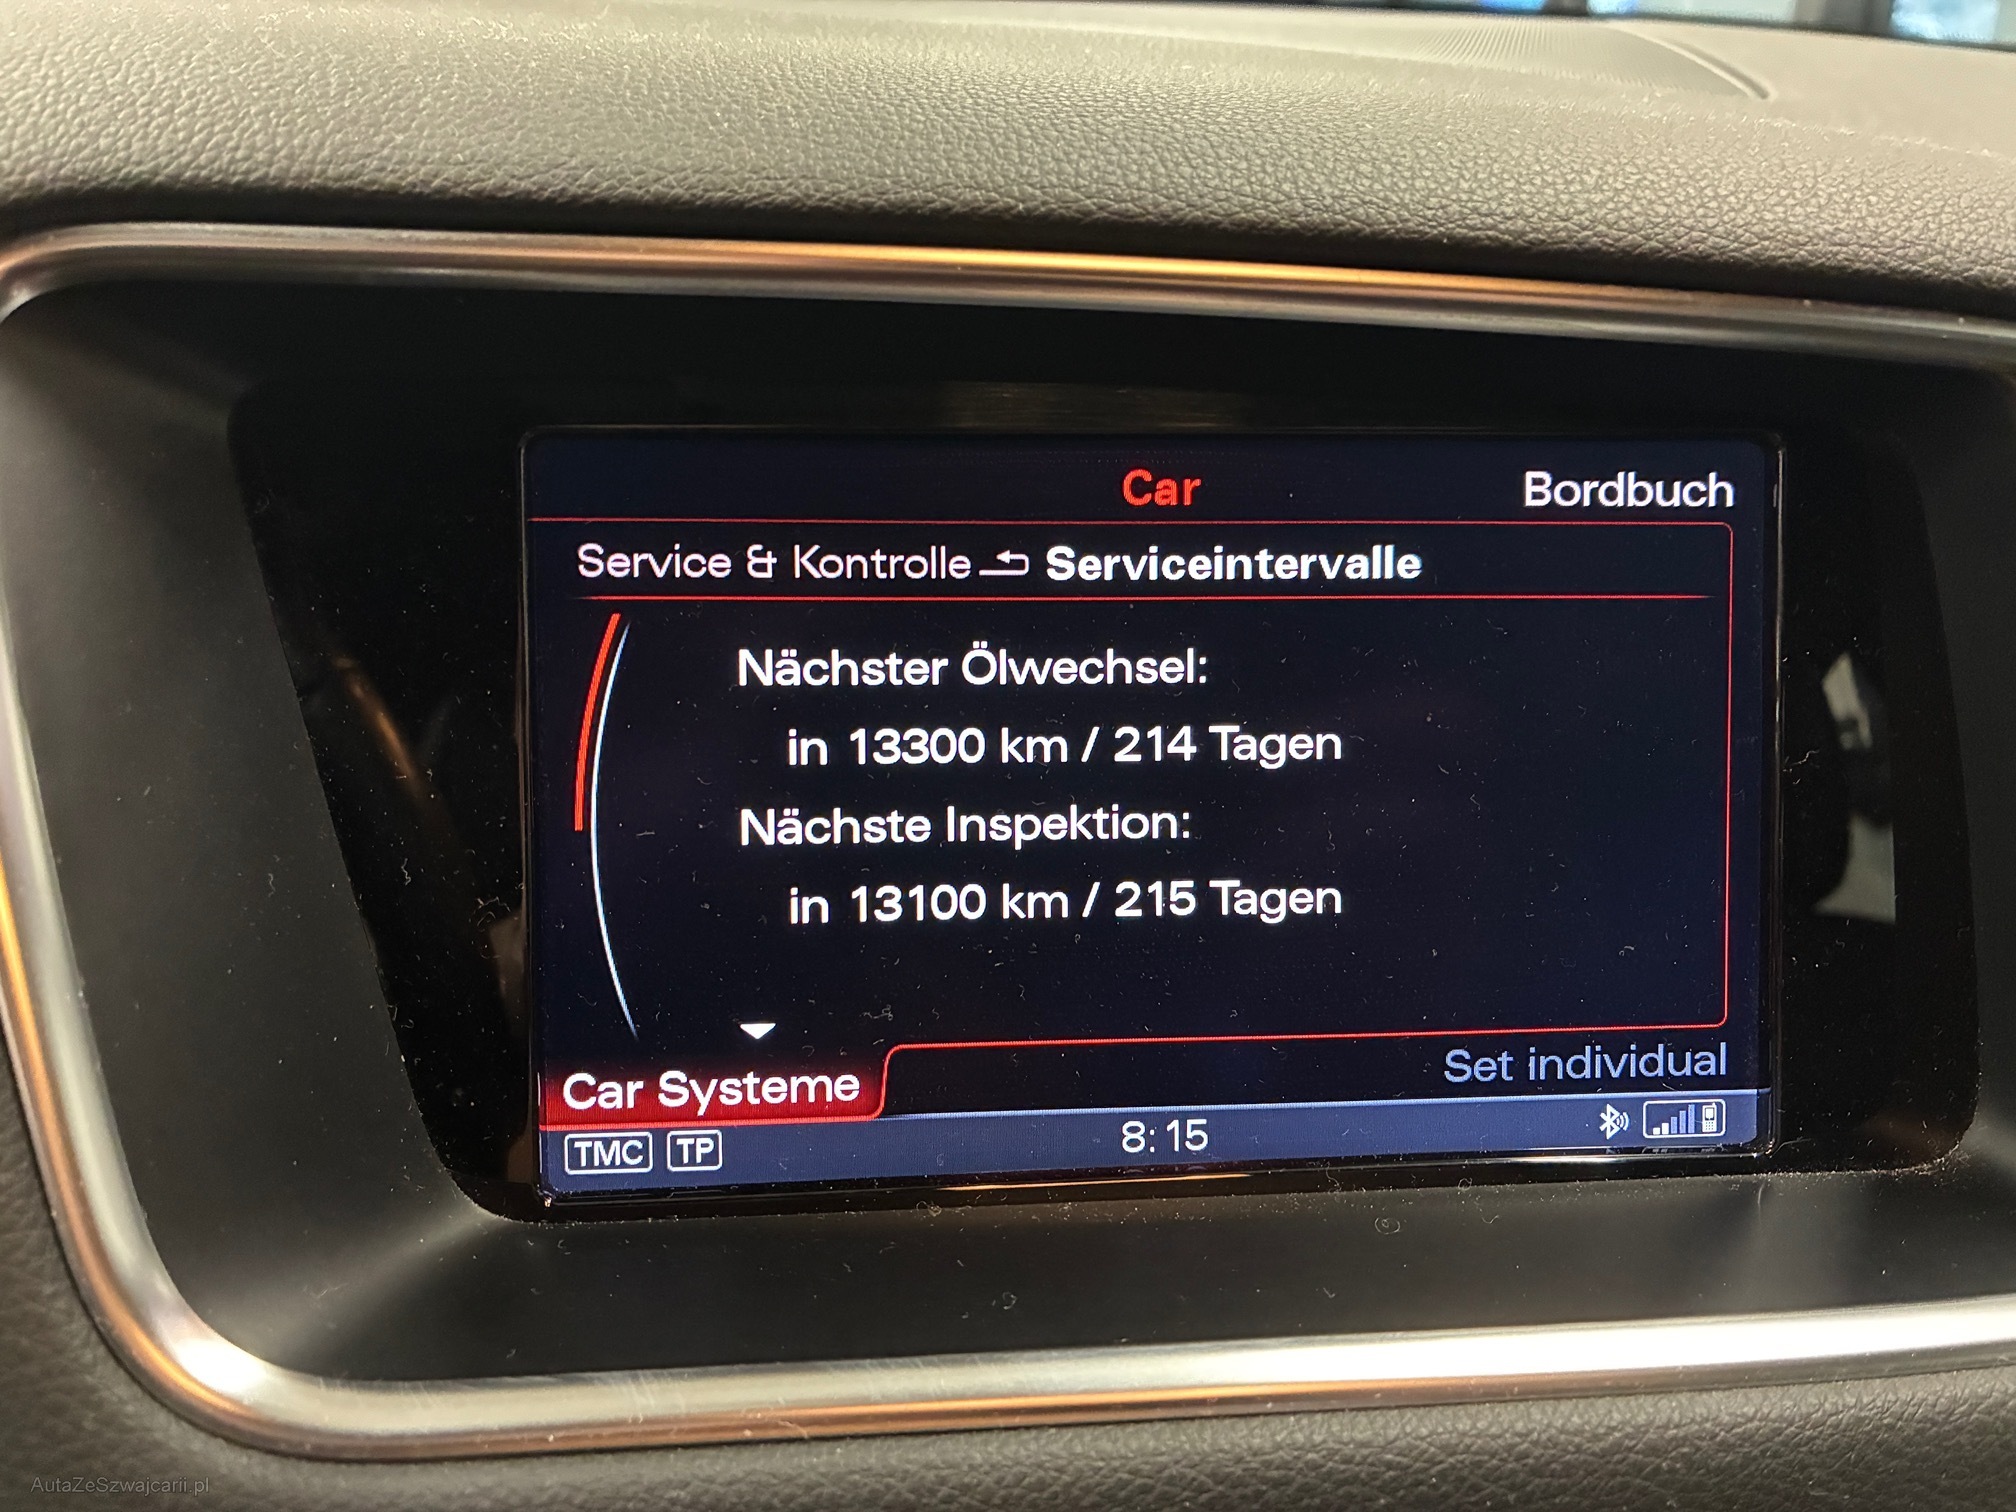 Car Bordbuch
Service & Kontrolle Serviceintervalle
Nächster Ölwechsel:
in 13300 km / 214 Tagen
Nächste Inspektion:
in 13100 km / 215 Tagen
Set individual
Car Systeme
TMC TP 8:15
AutaZeSzwajcarii.pl